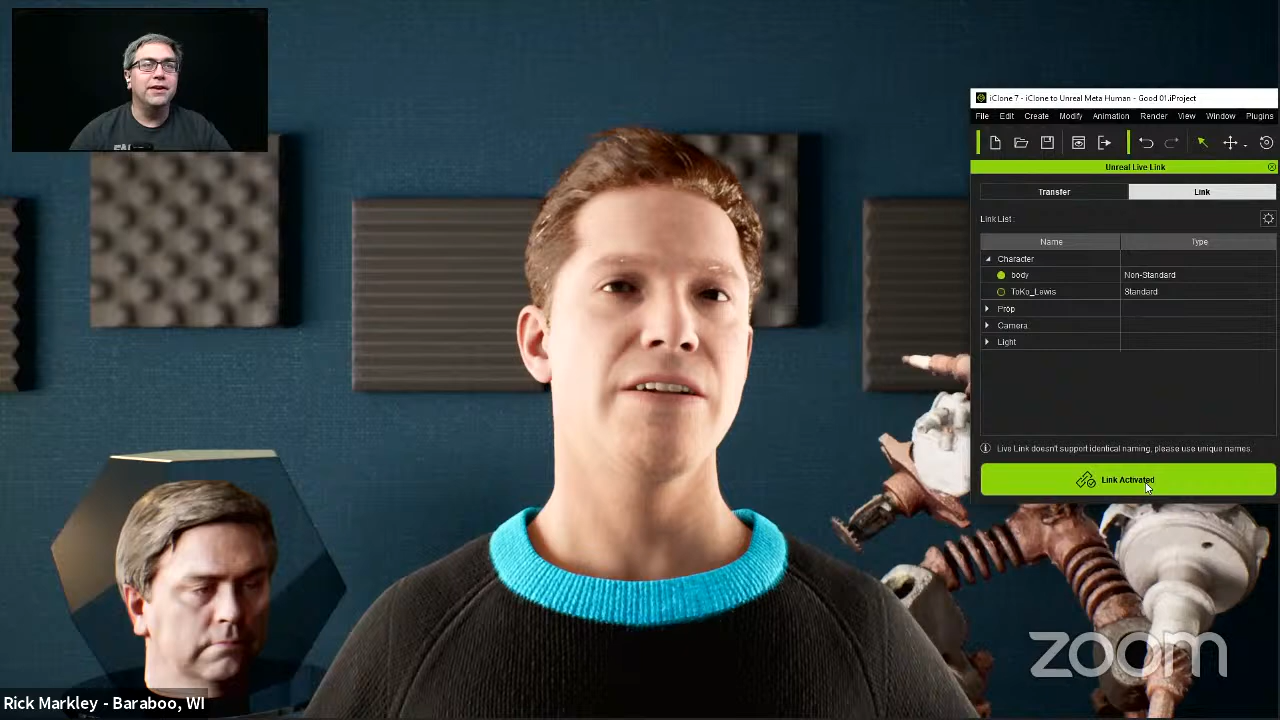 iClone 7 - iClone to Unreal Meta Human - Good 01.iProject
File Edit Create Modify Animation Render View Window Plugins
Unreal Live Link
Transfer Link
Link List :
Name Type
Character
body Non-Standard
ToKo_Lewis Standard
Prop
Camera
Light
Live Link doesn't support identical naming, please use unique names.
Link Activated
zoom
Rick Markley - Baraboo, WI